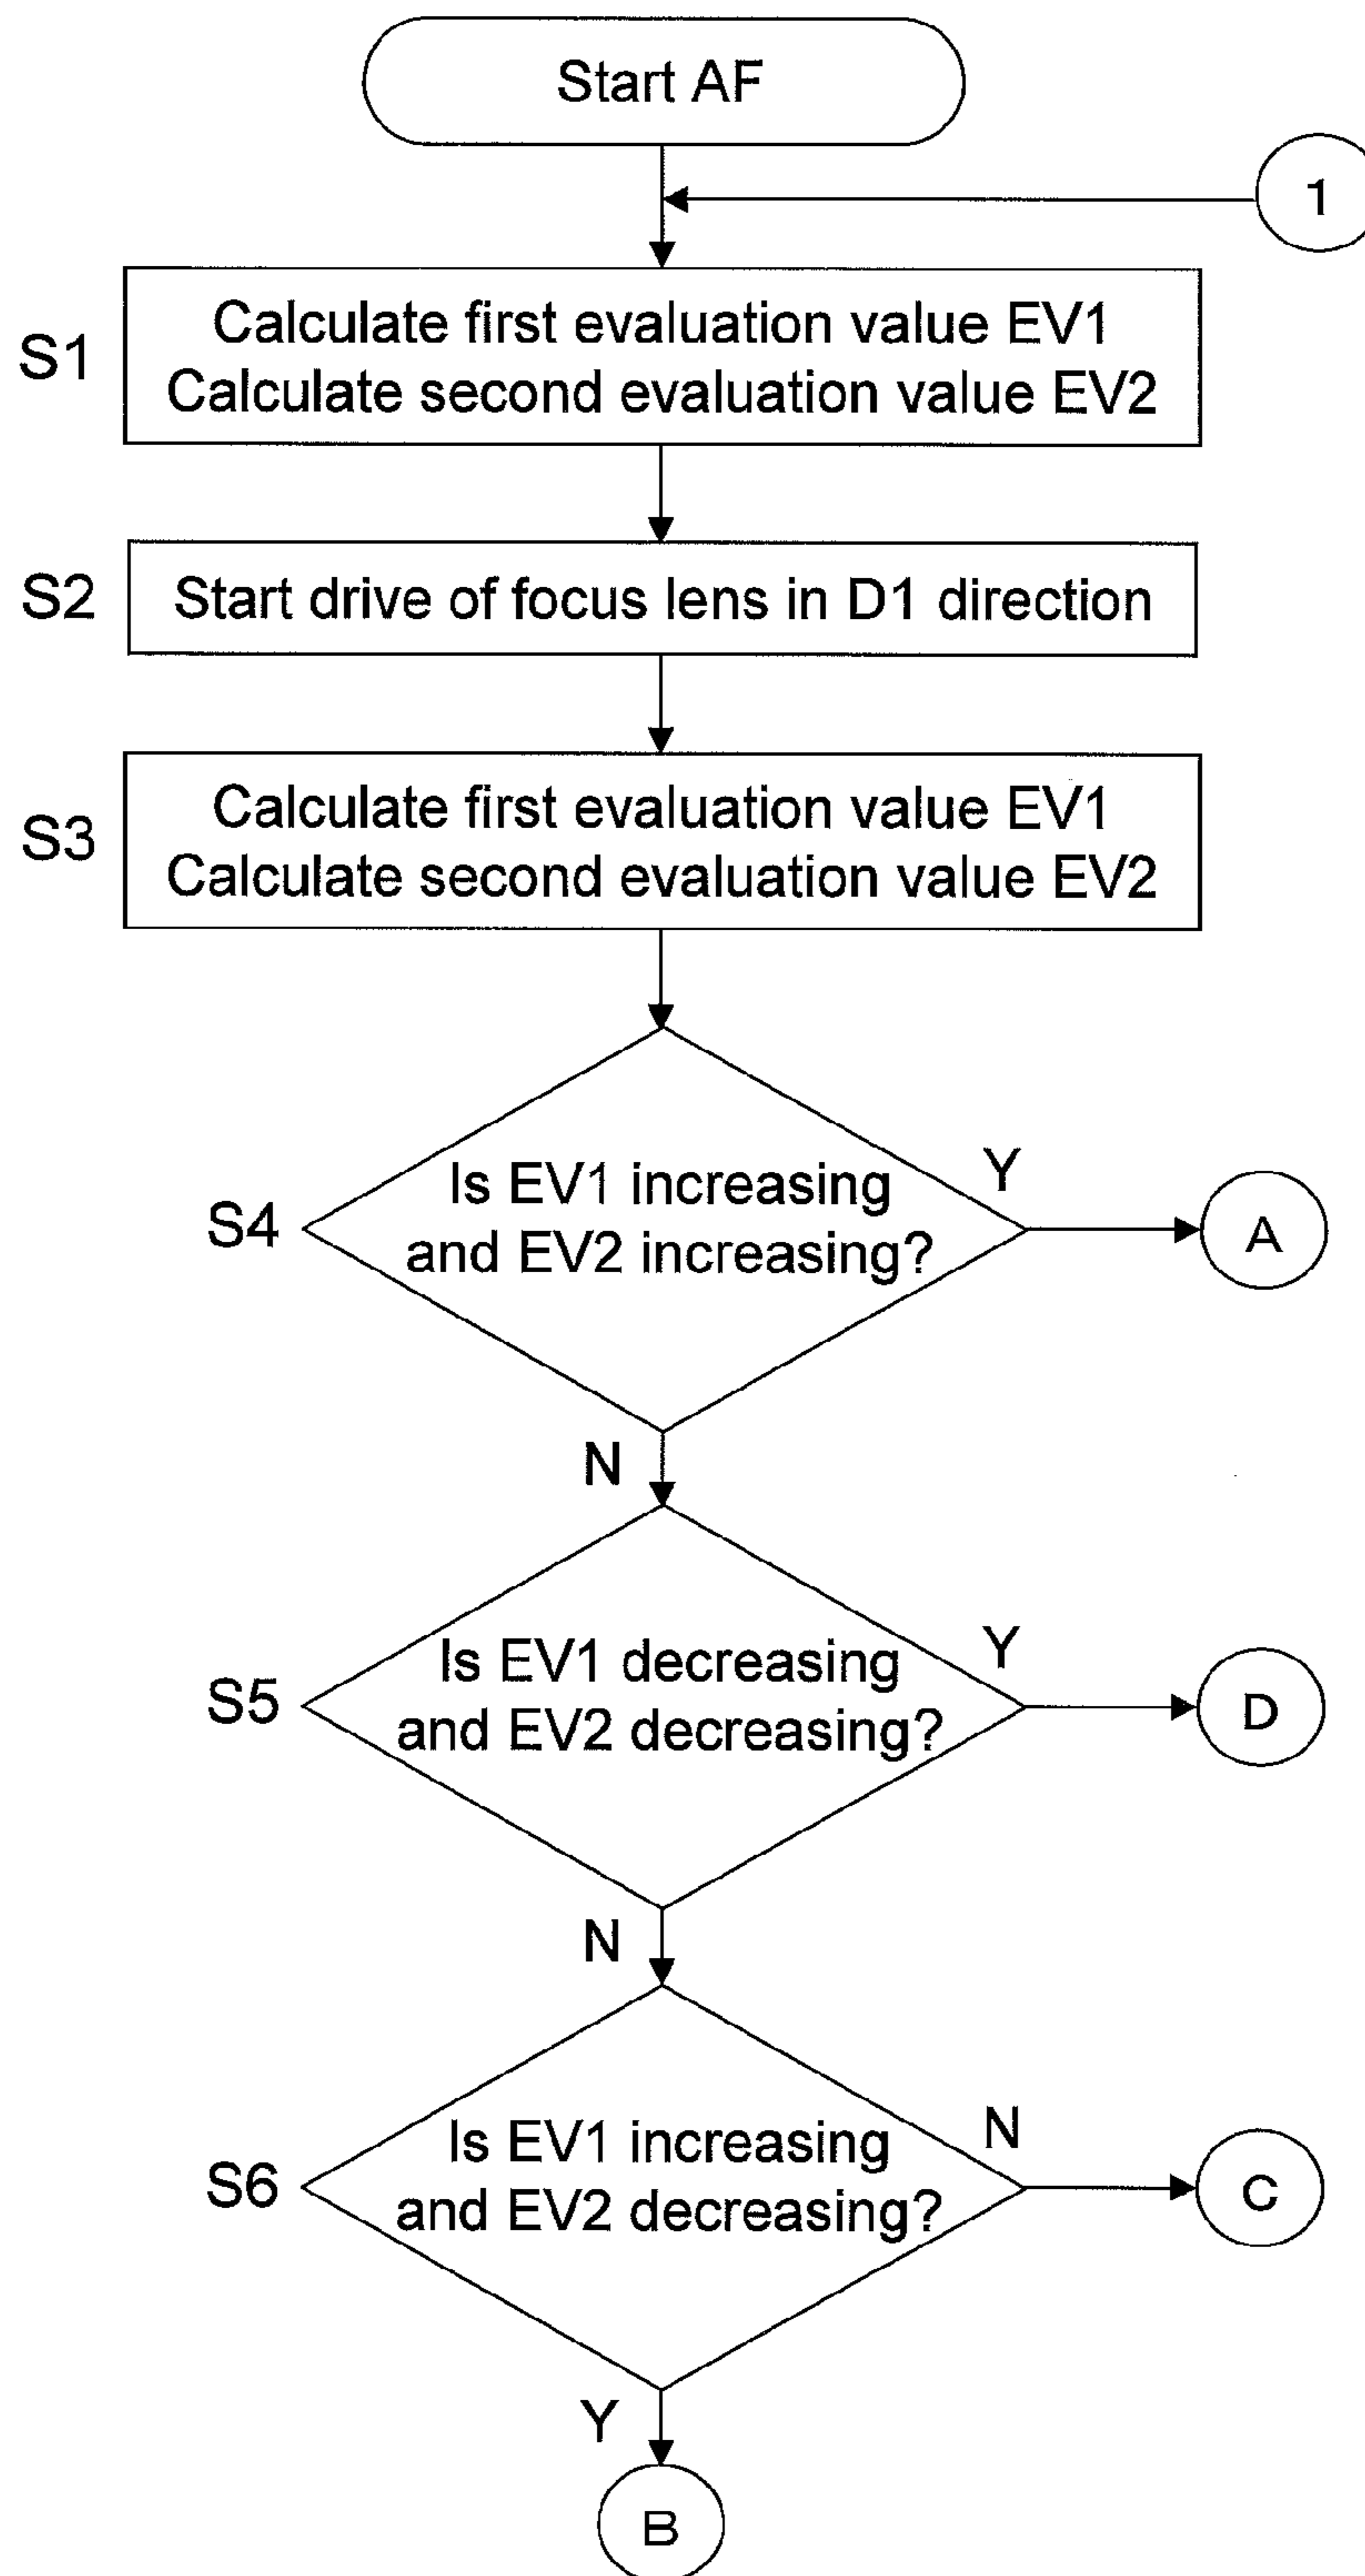 Start AF
1
S1
Calculate first evaluation value EV1
Calculate second evaluation value EV2
S2
Start drive of focus lens in D1 direction
S3
Calculate first evaluation value EV1
Calculate second evaluation value EV2
S4
Is EV1 increasing
and EV2 increasing?
Y
A
N
S5
Is EV1 decreasing
and EV2 decreasing?
Y
D
N
S6
Is EV1 increasing
and EV2 decreasing?
N
C
Y
B